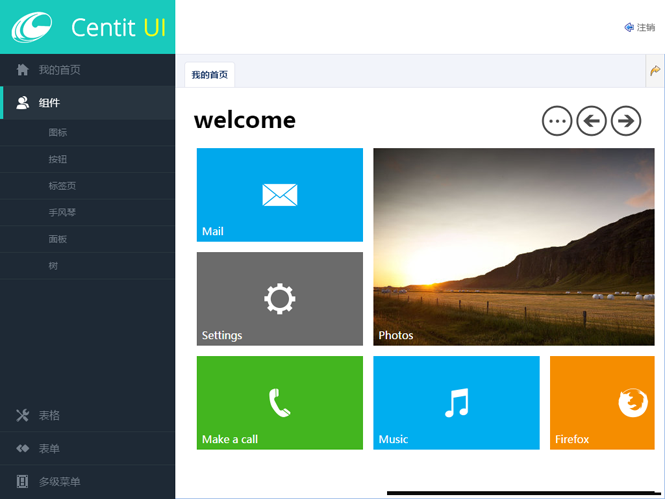 Centit UI
注销
我的首页
组件
图标
按钮
标签页
手风琴
面板
树
表格
表单
多级菜单
我的首页
welcome
Mail
Settings
Photos
Make a call
Music
Firefox